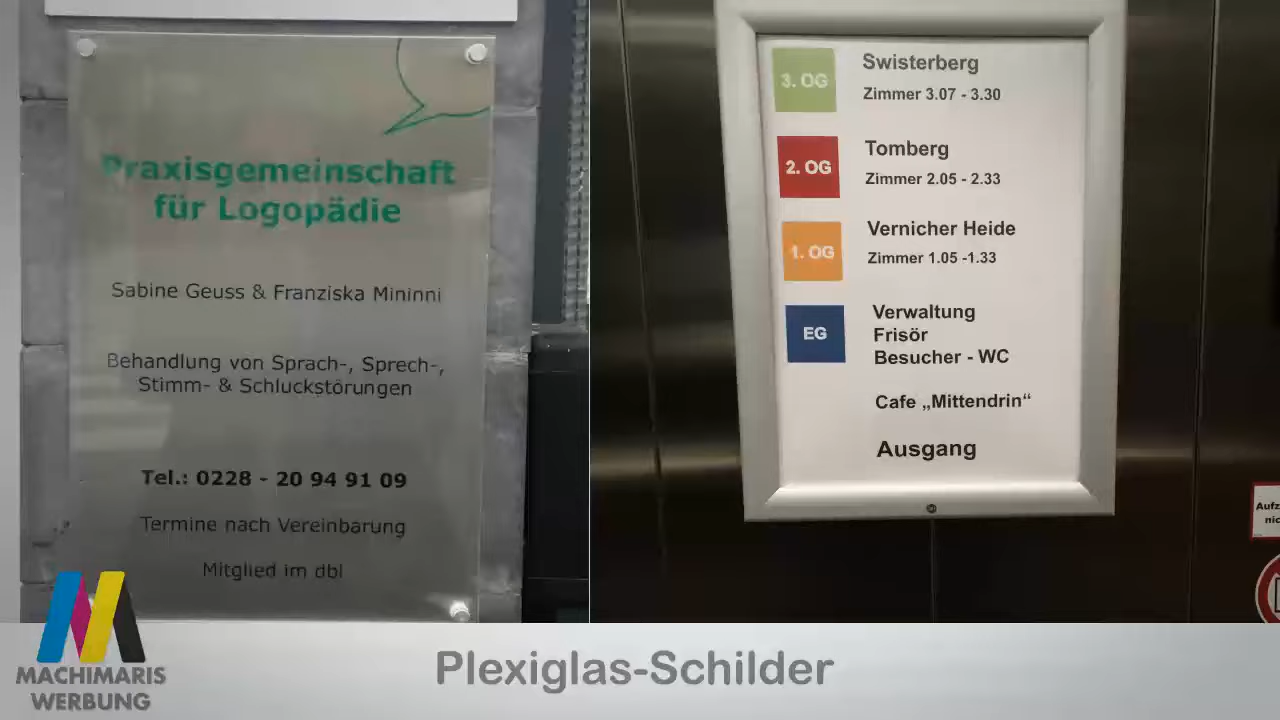 Praxisgemeinschaft
für Logopädie
Sabine Geuss & Franziska Mininni
Behandlung von Sprach-, Sprech-,
Stimm- & Schluckstörungen
Tel.: 0228 - 20 94 91 09
Termine nach Vereinbarung
Mitglied im dbl
3. OG Swisterberg
Zimmer 3.07 - 3.30
2. OG Tomberg
Zimmer 2.05 - 2.33
1. OG Vernicher Heide
Zimmer 1.05 -1.33
EG Verwaltung
Frisör
Besucher - WC
Cafe „Mittendrin“
Ausgang
MACHIMARIS
WERBUNG
Plexiglas-Schilder